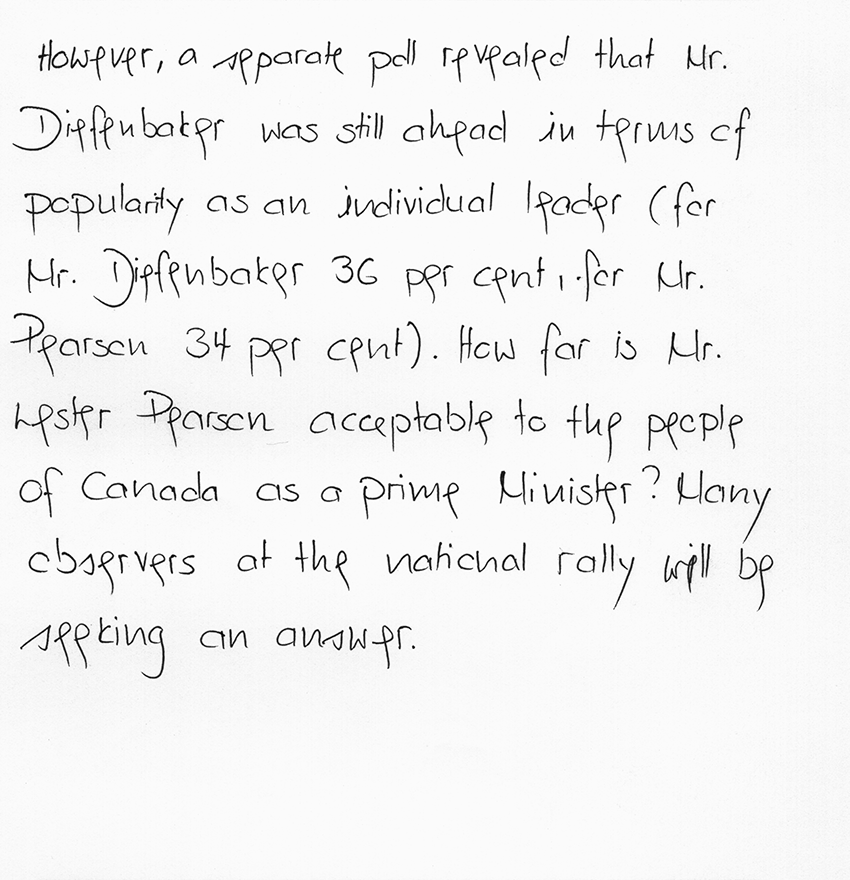 However, a separate poll revealed that Mr.
Diefenbaker was still ahead in terms of
popularity as an individual leader (for
Mr. Diefenbaker 36 per cent, for Mr.
Pearson 34 per cent). How far is Mr.
Lester Pearson acceptable to the people
of Canada as a prime Minister? Many
observers at the national rally will be
seeking an answer.